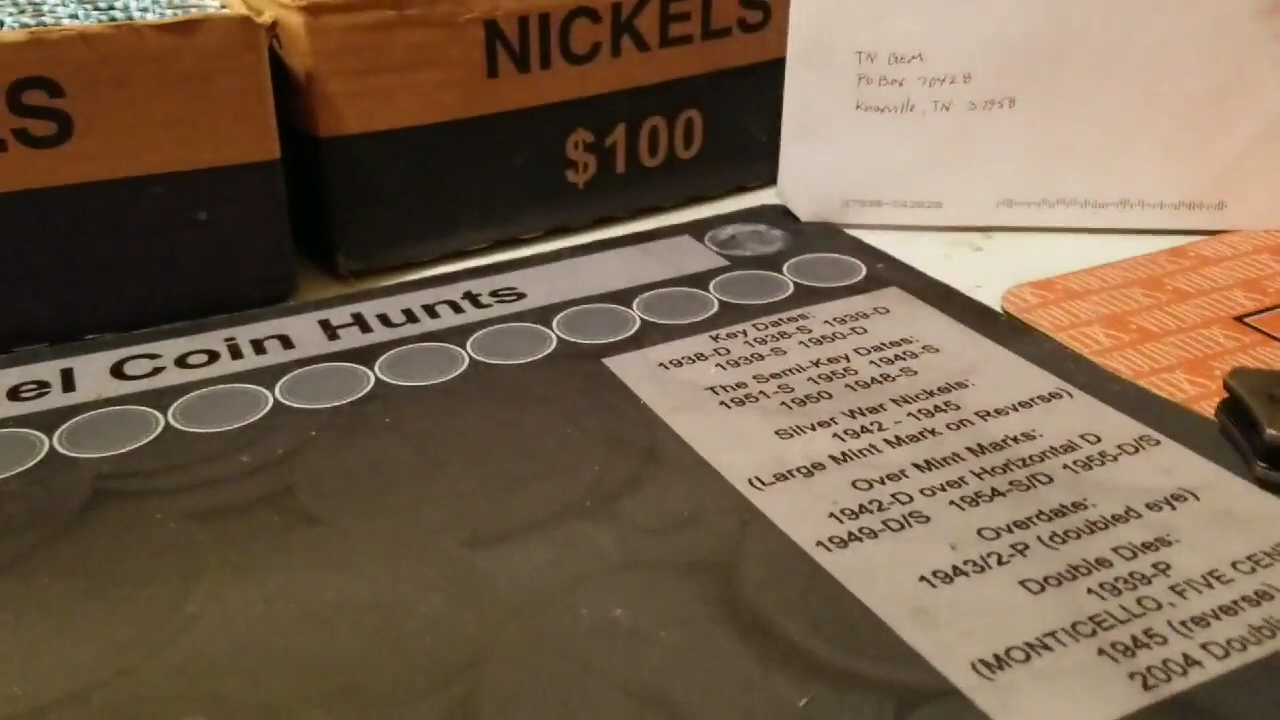 NICKELS
$100
TN GEM
PO Box 70428
Knoxville, TN 37938
el Coin Hunts
Key Dates:
1938-D 1938-S 1939-D
1939-S 1950-D
The Semi-Key Dates:
1951-S 1955 1949-S
1950 1948-S
Silver War Nickels:
1942 - 1945
(Large Mint Mark on Reverse)
Over Mint Marks:
1942-D over Horizontal D
1949-D/S 1954-S/D 1955-D/S
Overdate:
1943/2-P (doubled eye)
Double Dies:
1939-P
(MONTICELLO, FIVE CEN
1945 (reverse)
2004 Doubl